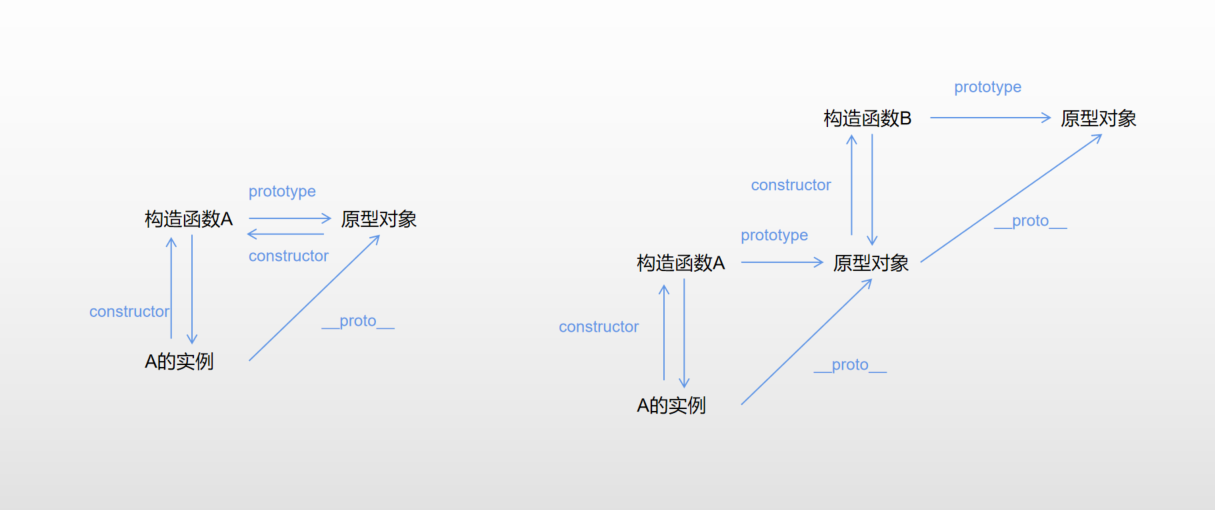 prototype
构造函数A
原型对象
constructor
constructor
__proto__
A的实例
prototype
构造函数B
原型对象
constructor
__proto__
prototype
构造函数A
原型对象
constructor
__proto__
A的实例